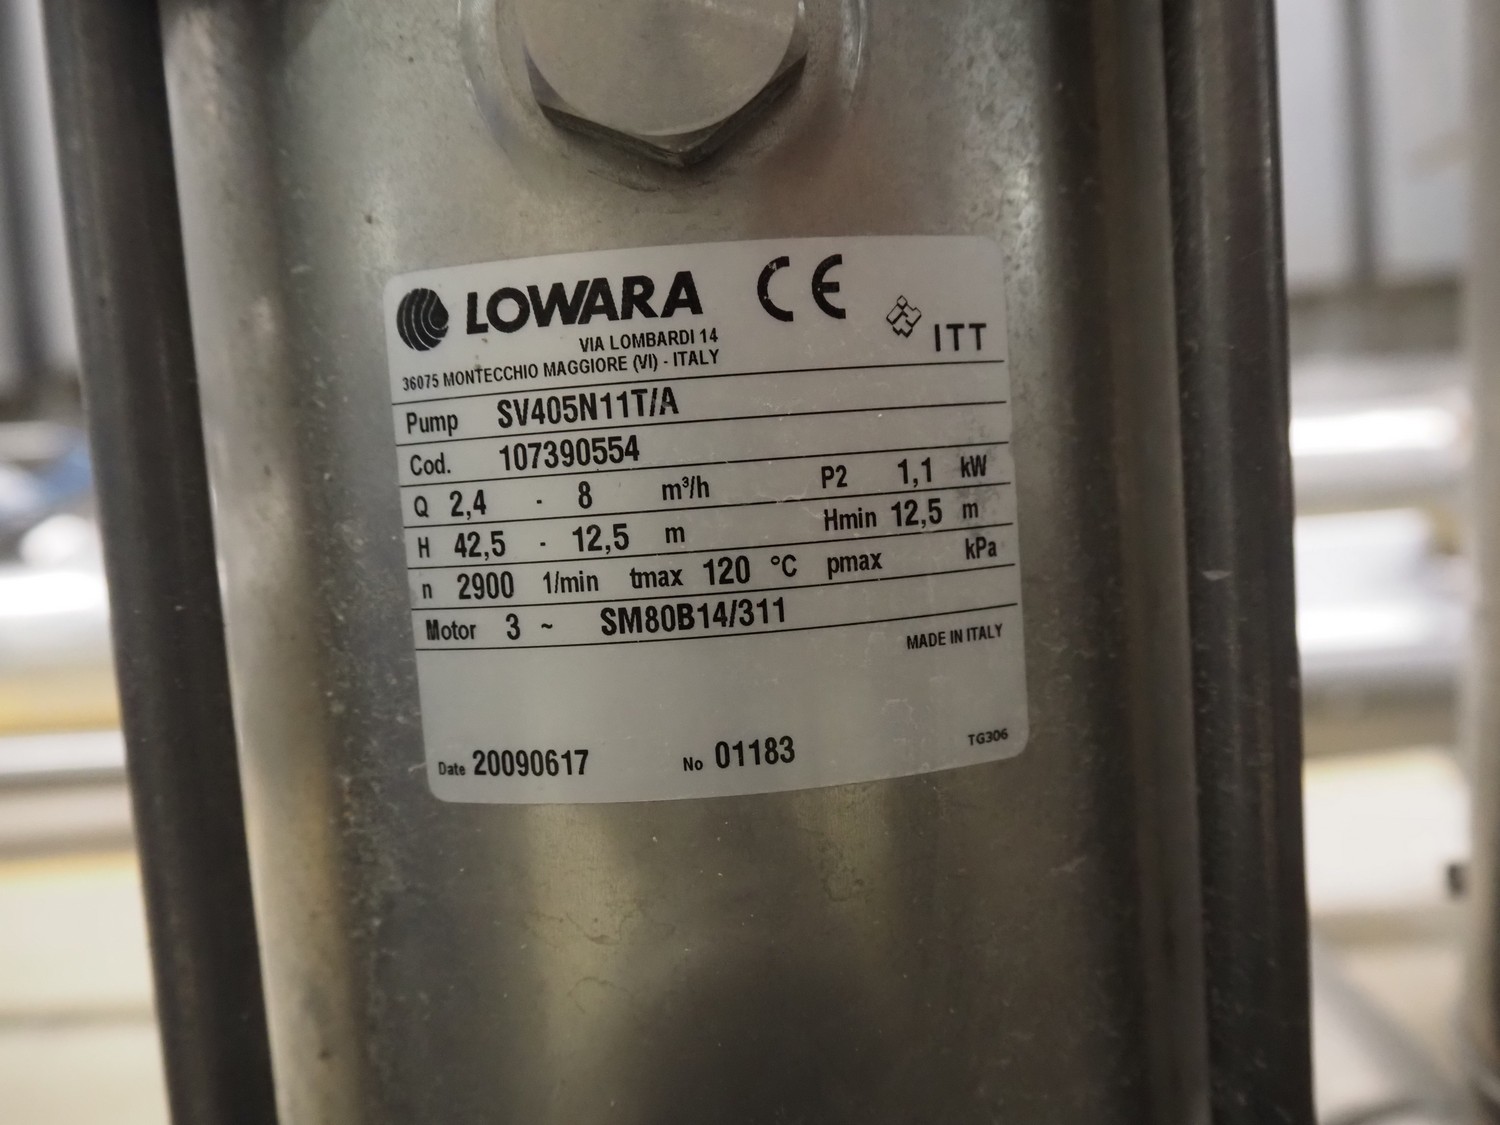 LOWARA CE
VIA LOMBARDI 14
36075 MONTECCHIO MAGGIORE (VI) - ITALY
ITT
Pump SV405N11T/A
Cod. 107390554
Q 2,4 - 8 m³/h P2 1,1 kW
H 42,5 - 12,5 m Hmin 12,5 m
n 2900 1/min tmax 120 °C pmax kPa
Motor 3 ~ SM80B14/311
MADE IN ITALY
Date 20090617 No 01183 TG306